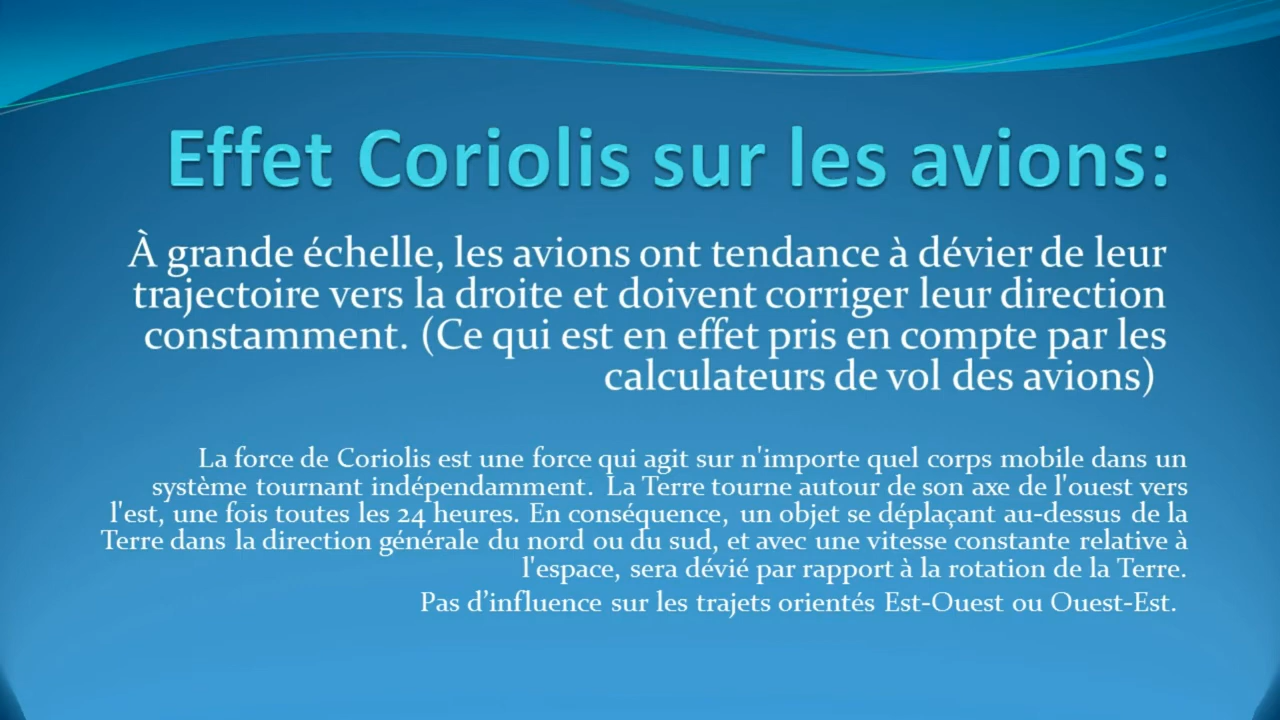 Effet Coriolis sur les avions:
À grande échelle, les avions ont tendance à dévier de leur
trajectoire vers la droite et doivent corriger leur direction
constamment. (Ce qui est en effet pris en compte par les
calculateurs de vol des avions)
La force de Coriolis est une force qui agit sur n'importe quel corps mobile dans un
système tournant indépendamment. La Terre tourne autour de son axe de l'ouest vers
l'est, une fois toutes les 24 heures. En conséquence, un objet se déplaçant au-dessus de la
Terre dans la direction générale du nord ou du sud, et avec une vitesse constante relative à
l'espace, sera dévié par rapport à la rotation de la Terre.
Pas d’influence sur les trajets orientés Est-Ouest ou Ouest-Est.